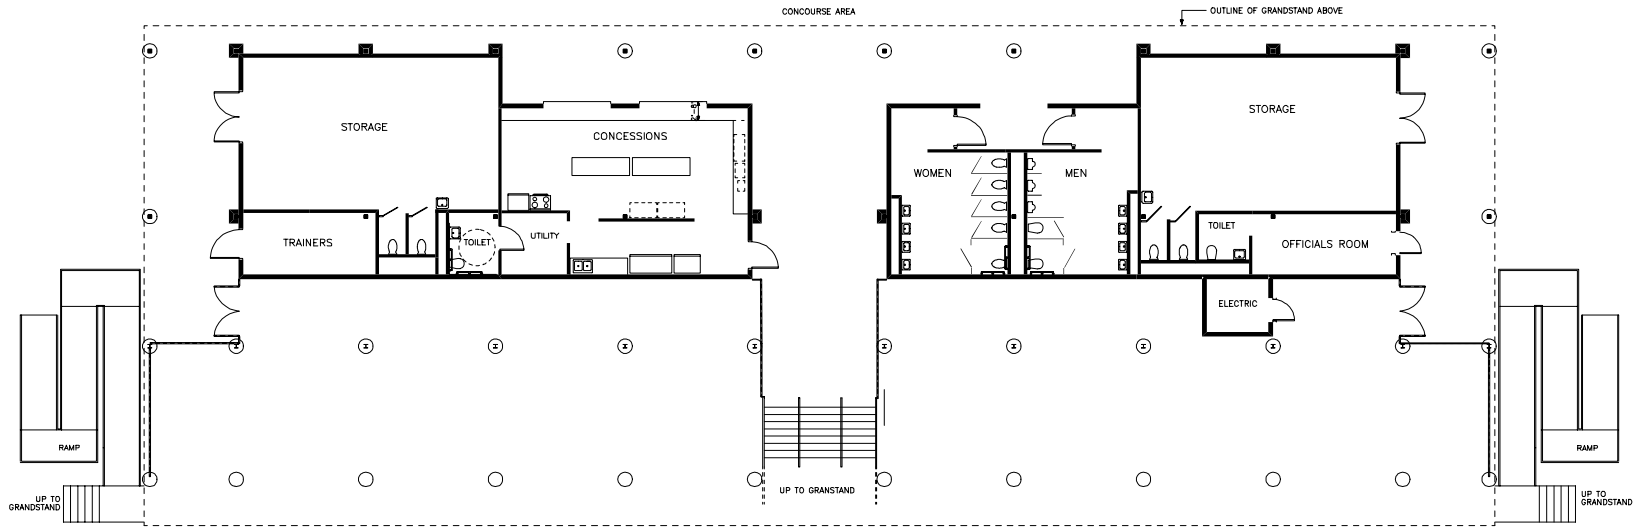 CONCOURSE AREA
OUTLINE OF GRANDSTAND ABOVE
STORAGE
CONCESSIONS
STORAGE
WOMEN
MEN
TRAINERS
TOILET
UTILITY
TOILET
OFFICIALS ROOM
ELECTRIC
RAMP
RAMP
UP TO
GRANDSTAND
UP TO GRANSTAND
UP TO
GRANDSTAND